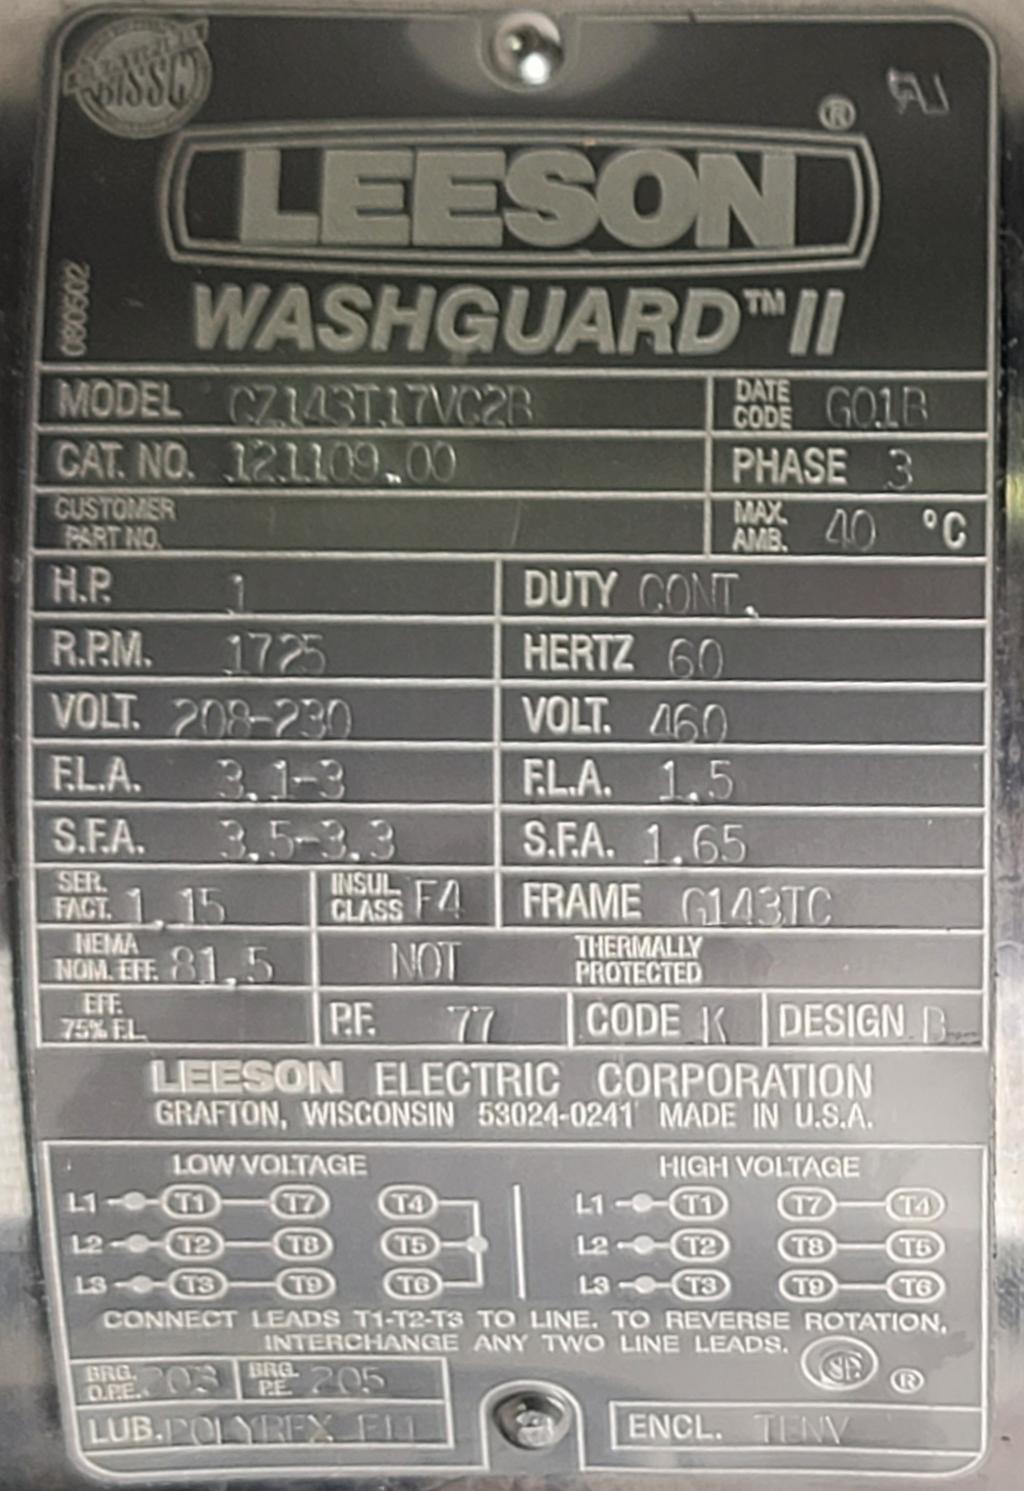 BISSC
LEESON ®
WASHGUARD™ II
080502
MODEL CZ143T17VC2B DATE CODE G01B
CAT. NO. 121109.00 PHASE 3
CUSTOMER PART NO. MAX. AMB. 40 °C
H.P. 1 DUTY CONT.
R.P.M. 1725 HERTZ 60
VOLT. 208-230 VOLT. 460
F.L.A. 3.1-3 F.L.A. 1.5
S.F.A. 3.5-3.3 S.F.A. 1.65
SER. FACT. 1.15 INSUL. CLASS F4 FRAME G143TC
NEMA NOM. EFF. 81.5 NOT THERMALLY PROTECTED
EFF. 75% F.L. P.F. 77 CODE K DESIGN B
LEESON ELECTRIC CORPORATION
GRAFTON, WISCONSIN 53024-0241 MADE IN U.S.A.
LOW VOLTAGE HIGH VOLTAGE
L1 T1 T7 T4 L1 T1 T7 T4
L2 T2 T8 T5 L2 T2 T8 T5
L3 T3 T9 T6 L3 T3 T9 T6
CONNECT LEADS T1-T2-T3 TO LINE. TO REVERSE ROTATION,
INTERCHANGE ANY TWO LINE LEADS.
BRG. O.P.E. 203 BRG. P.E. 205 ®
LUB. POLYREX ENCL. TENV